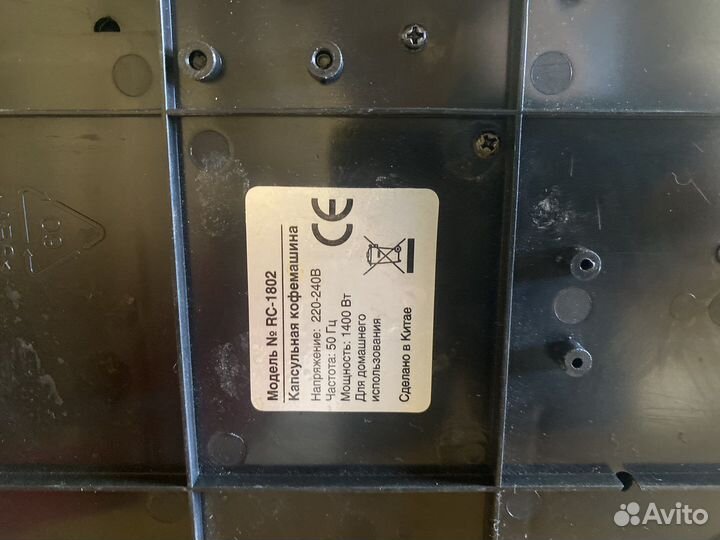 Модель № RC-1802
Капсульная кофемашина
Напряжение: 220-240В
Частота: 50 Гц
Мощность: 1400 Вт
Для домашнего
использования
Сделано в Китае
CE
Avito